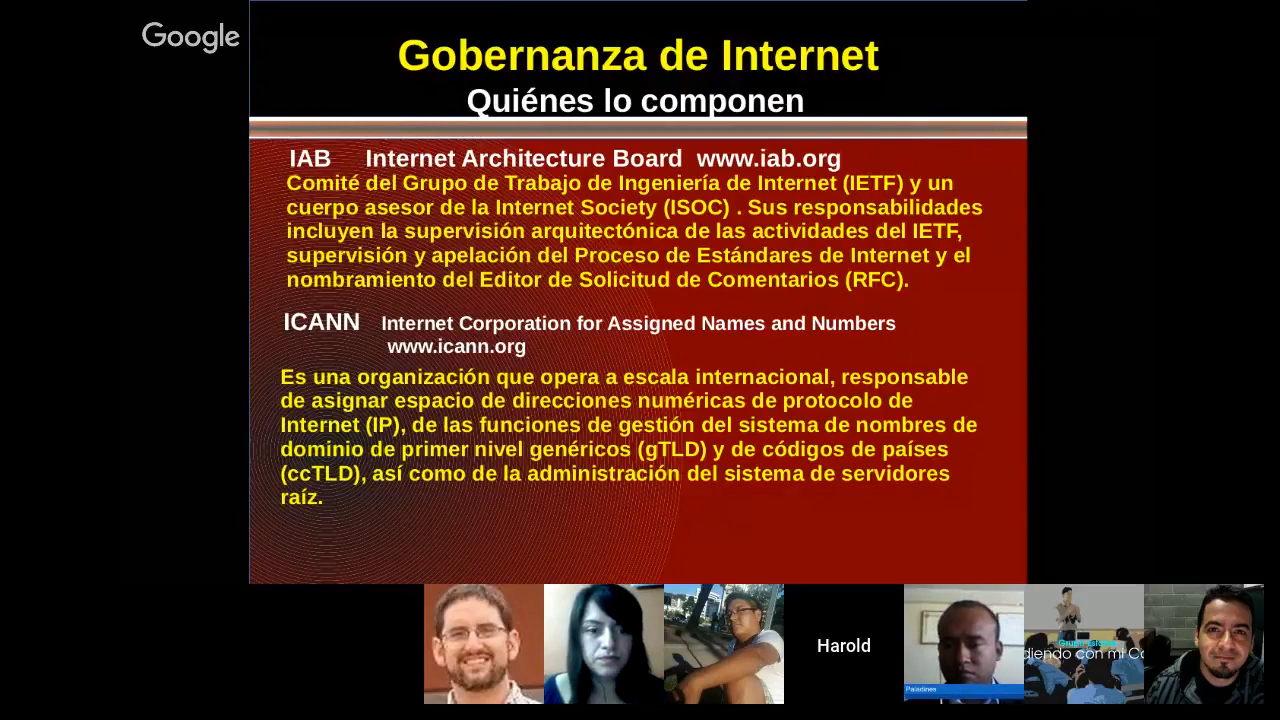 Google
Gobernanza de Internet
Quiénes lo componen
IAB Internet Architecture Board www.iab.org
Comité del Grupo de Trabajo de Ingeniería de Internet (IETF) y un
cuerpo asesor de la Internet Society (ISOC) . Sus responsabilidades
incluyen la supervisión arquitectónica de las actividades del IETF,
supervisión y apelación del Proceso de Estándares de Internet y el
nombramiento del Editor de Solicitud de Comentarios (RFC).
ICANN Internet Corporation for Assigned Names and Numbers
www.icann.org
Es una organización que opera a escala internacional, responsable
de asignar espacio de direcciones numéricas de protocolo de
Internet (IP), de las funciones de gestión del sistema de nombres de
dominio de primer nivel genéricos (gTLD) y de códigos de países
(ccTLD), así como de la administración del sistema de servidores
raíz.
Harold
Paladines
diendo con mi